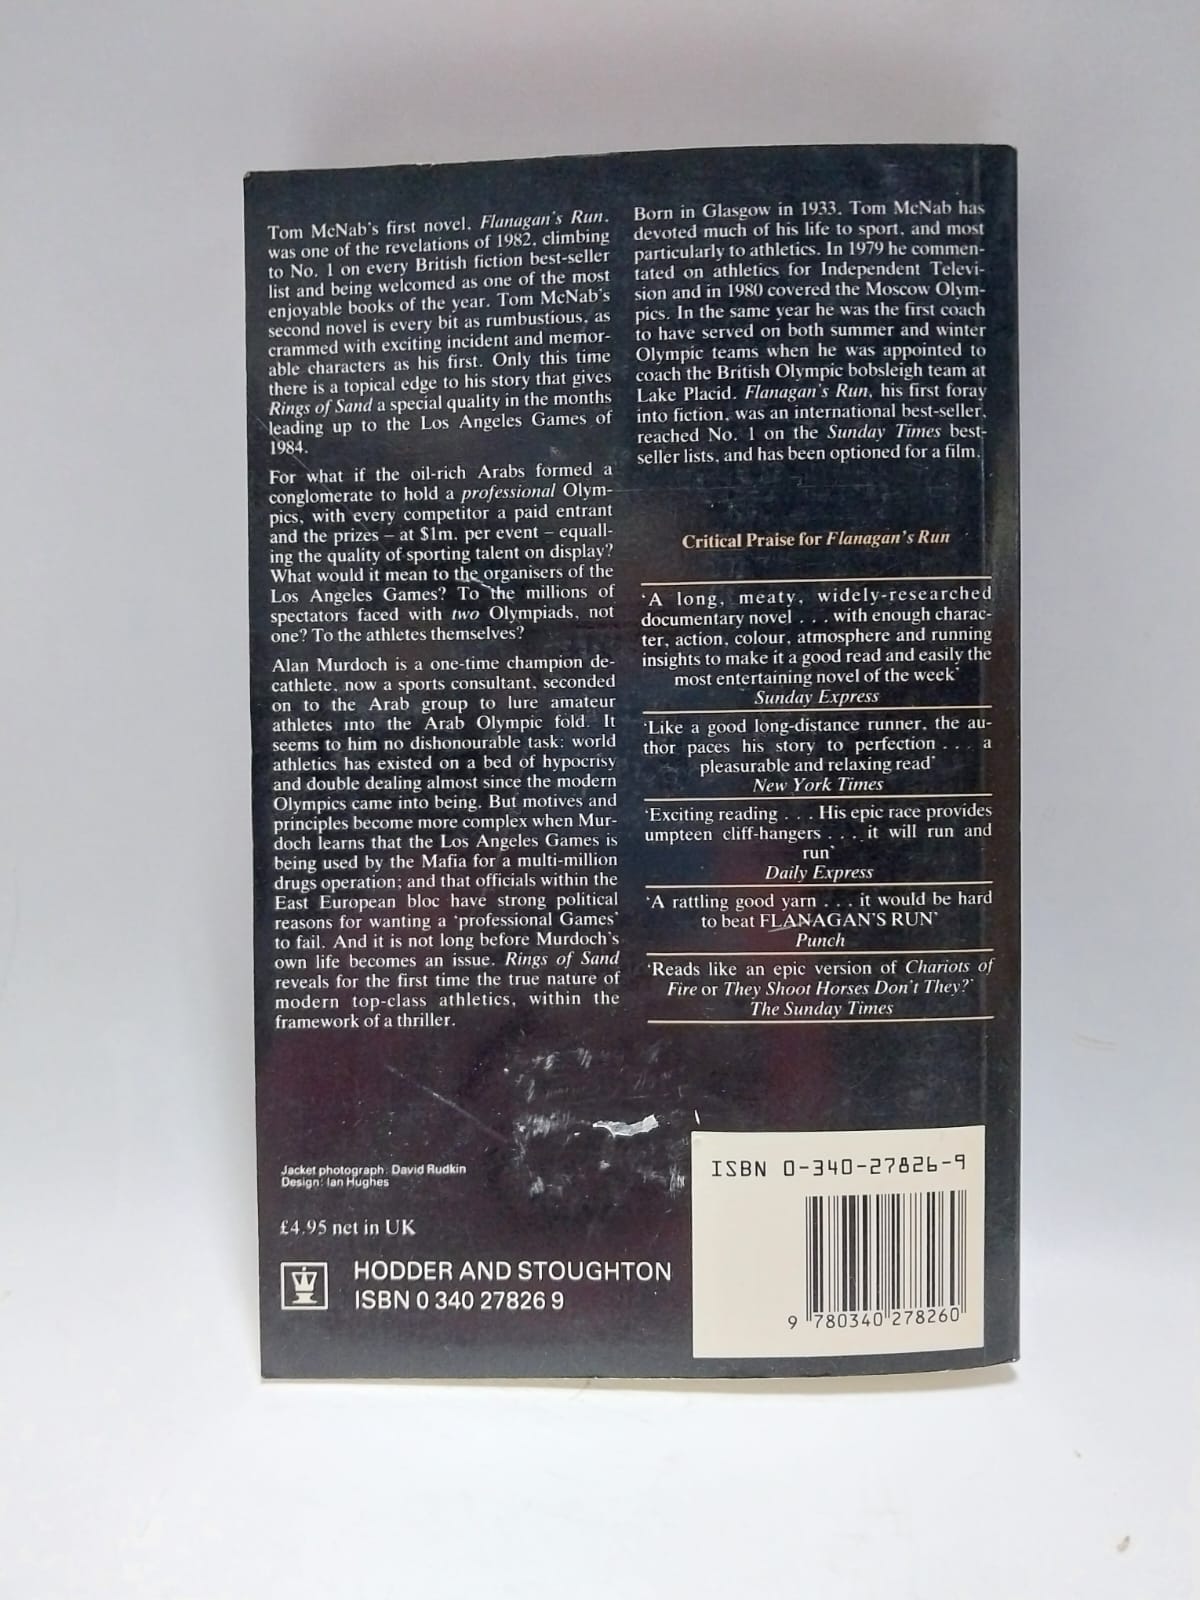 Tom McNab's first novel, Flanagan's Run,
was one of the revelations of 1982, climbing
to No. 1 on every British fiction best-seller
list and being welcomed as one of the most
enjoyable books of the year. Tom McNab's
second novel is every bit as rumbustious, as
crammed with exciting incident and memor-
able characters as his first. Only this time
there is a topical edge to his story that gives
Rings of Sand a special quality in the months
leading up to the Los Angeles Games of
1984.
For what if the oil-rich Arabs formed a
conglomerate to hold a professional Olym-
pics, with every competitor a paid entrant
and the prizes – at $1m. per event – equall-
ing the quality of sporting talent on display?
What would it mean to the organisers of the
Los Angeles Games? To the millions of
spectators faced with two Olympiads, not
one? To the athletes themselves?
Alan Murdoch is a one-time champion de-
cathlete, now a sports consultant, seconded
on to the Arab group to lure amateur
athletes into the Arab Olympic fold. It
seems to him no dishonourable task: world
athletics has existed on a bed of hypocrisy
and double dealing almost since the modern
Olympics came into being. But motives and
principles become more complex when Mur-
doch learns that the Los Angeles Games is
being used by the Mafia for a multi-million
drugs operation; and that officials within the
East European bloc have strong political
reasons for wanting a 'professional Games'
to fail. And it is not long before Murdoch's
own life becomes an issue. Rings of Sand
reveals for the first time the true nature of
modern top-class athletics, within the
framework of a thriller.
Jacket photograph: David Rudkin
Design: Ian Hughes
£4.95 net in UK
HODDER AND STOUGHTON
ISBN 0 340 27826 9
Born in Glasgow in 1933, Tom McNab has
devoted much of his life to sport, and most
particularly to athletics. In 1979 he commen-
tated on athletics for Independent Televi-
sion and in 1980 covered the Moscow Olym-
pics. In the same year he was the first coach
to have served on both summer and winter
Olympic teams when he was appointed to
coach the British Olympic bobsleigh team at
Lake Placid. Flanagan's Run, his first foray
into fiction, was an international best-seller,
reached No. 1 on the Sunday Times best-
seller lists, and has been optioned for a film.
Critical Praise for Flanagan's Run
'A long, meaty, widely-researched
documentary novel . . . with enough charac-
ter, action, colour, atmosphere and running
insights to make it a good read and easily the
most entertaining novel of the week'
Sunday Express
'Like a good long-distance runner, the au-
thor paces his story to perfection . . . a
pleasurable and relaxing read'
New York Times
'Exciting reading . . . His epic race provides
umpteen cliff-hangers . . . it will run and
run'
Daily Express
'A rattling good yarn . . . it would be hard
to beat FLANAGAN'S RUN'
Punch
'Reads like an epic version of Chariots of
Fire or They Shoot Horses Don't They?'
The Sunday Times
ISBN 0-340-27826-9
9 780340 278260